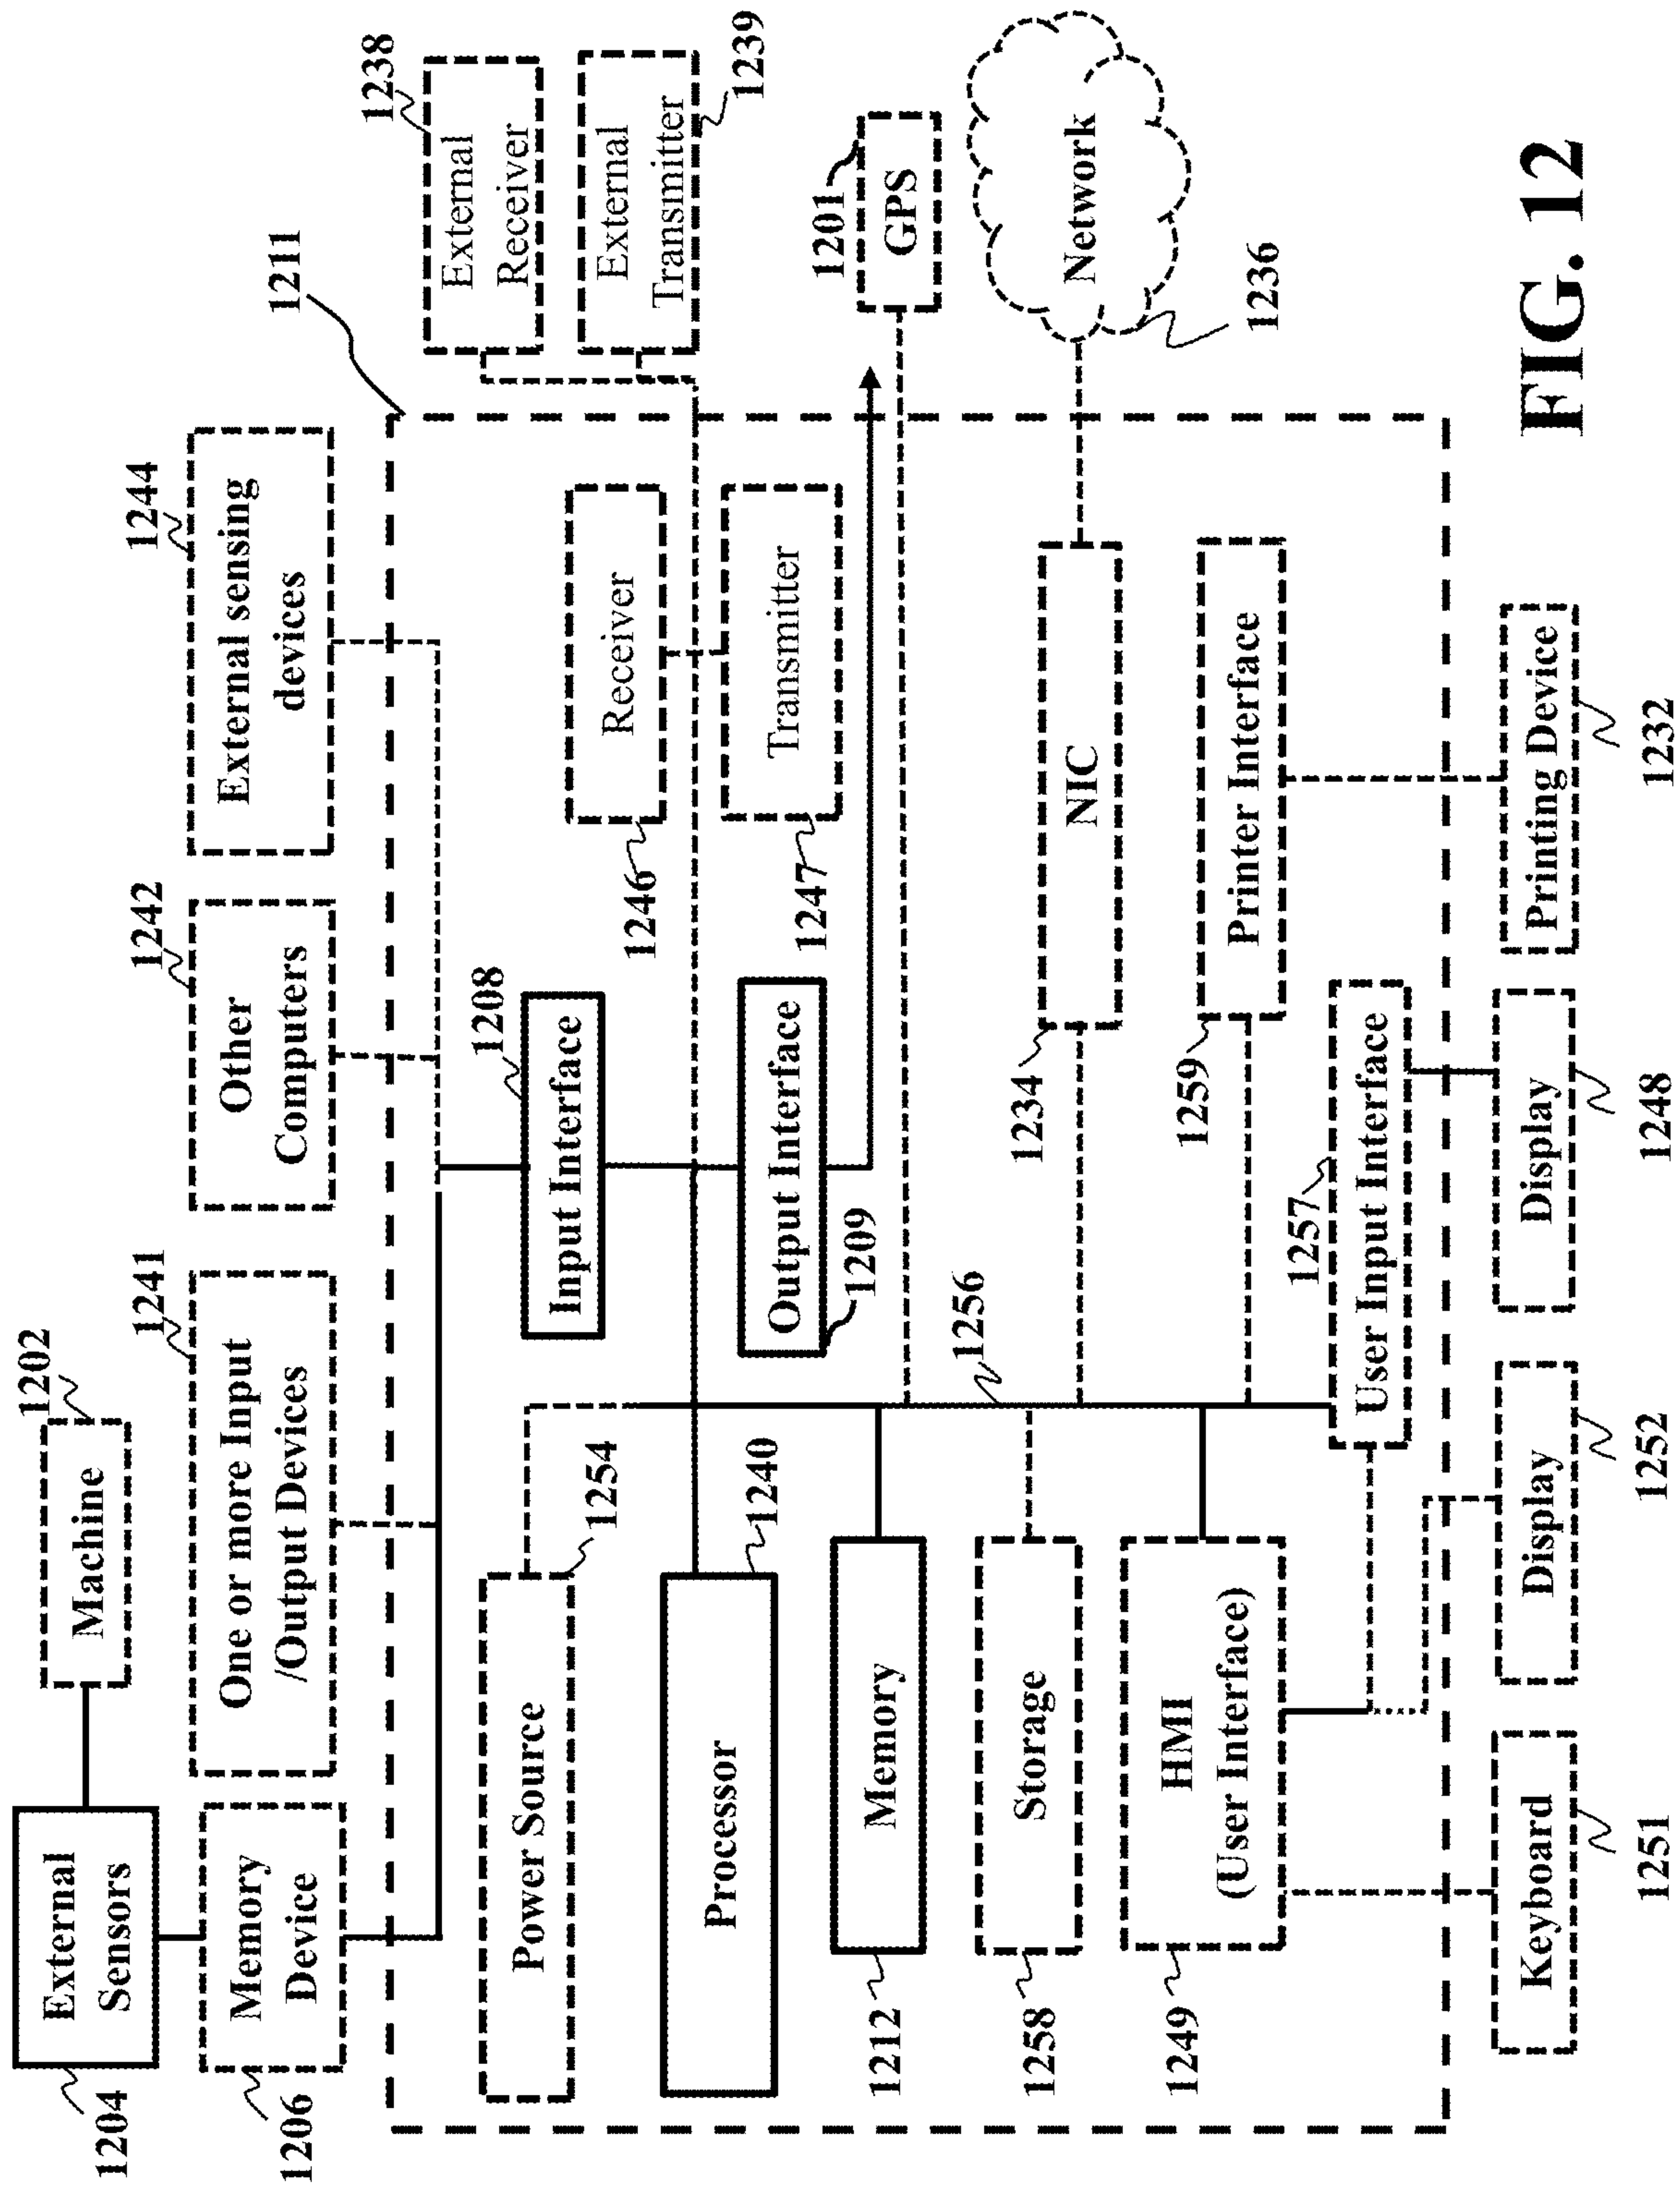 1202
Machine
External
Sensors
1204
1241
One or more Input
/Output Devices
Memory
Device
1206
1242
Other
Computers
1244
External sensing
devices
1211
1238
External
Receiver
External
Transmitter
1239
Power Source
1254
1208
Input Interface
Receiver
1246
Processor
1240
Output Interface
1209
Transmitter
1247
1201
GPS
Memory
1212
1256
Storage
1258
1234
NIC
Network
1236
HMI
(User Interface)
1249
1259
Printer Interface
1257
User Input Interface
Keyboard
1251
Display
1252
Display
1248
Printing Device
1232
FIG. 12